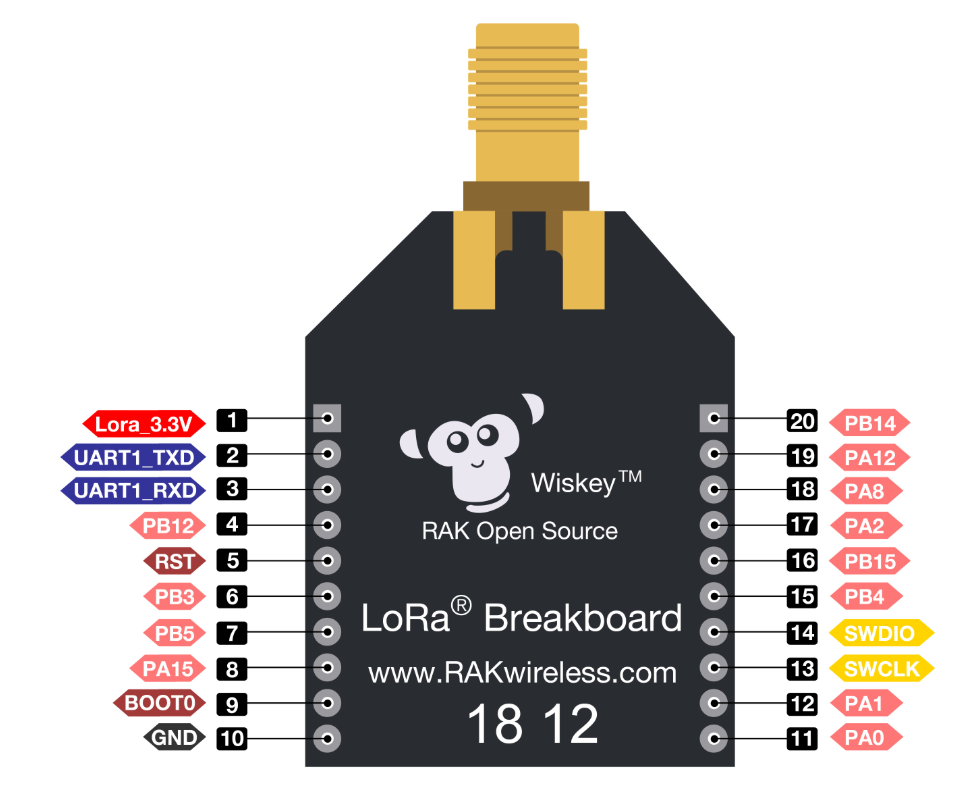 Lora_3.3V 1 20 PB14
UART1_TXD 2 19 PA12
UART1_RXD 3 18 PA8
Wiskey™
PB12 4 17 PA2
RAK Open Source
RST 5 16 PB15
PB3 6 15 PB4
LoRa® Breakboard
PB5 7 14 SWDIO
PA15 8 13 SWCLK
www.RAKwireless.com
BOOT0 9 12 PA1
18 12
GND 10 11 PA0